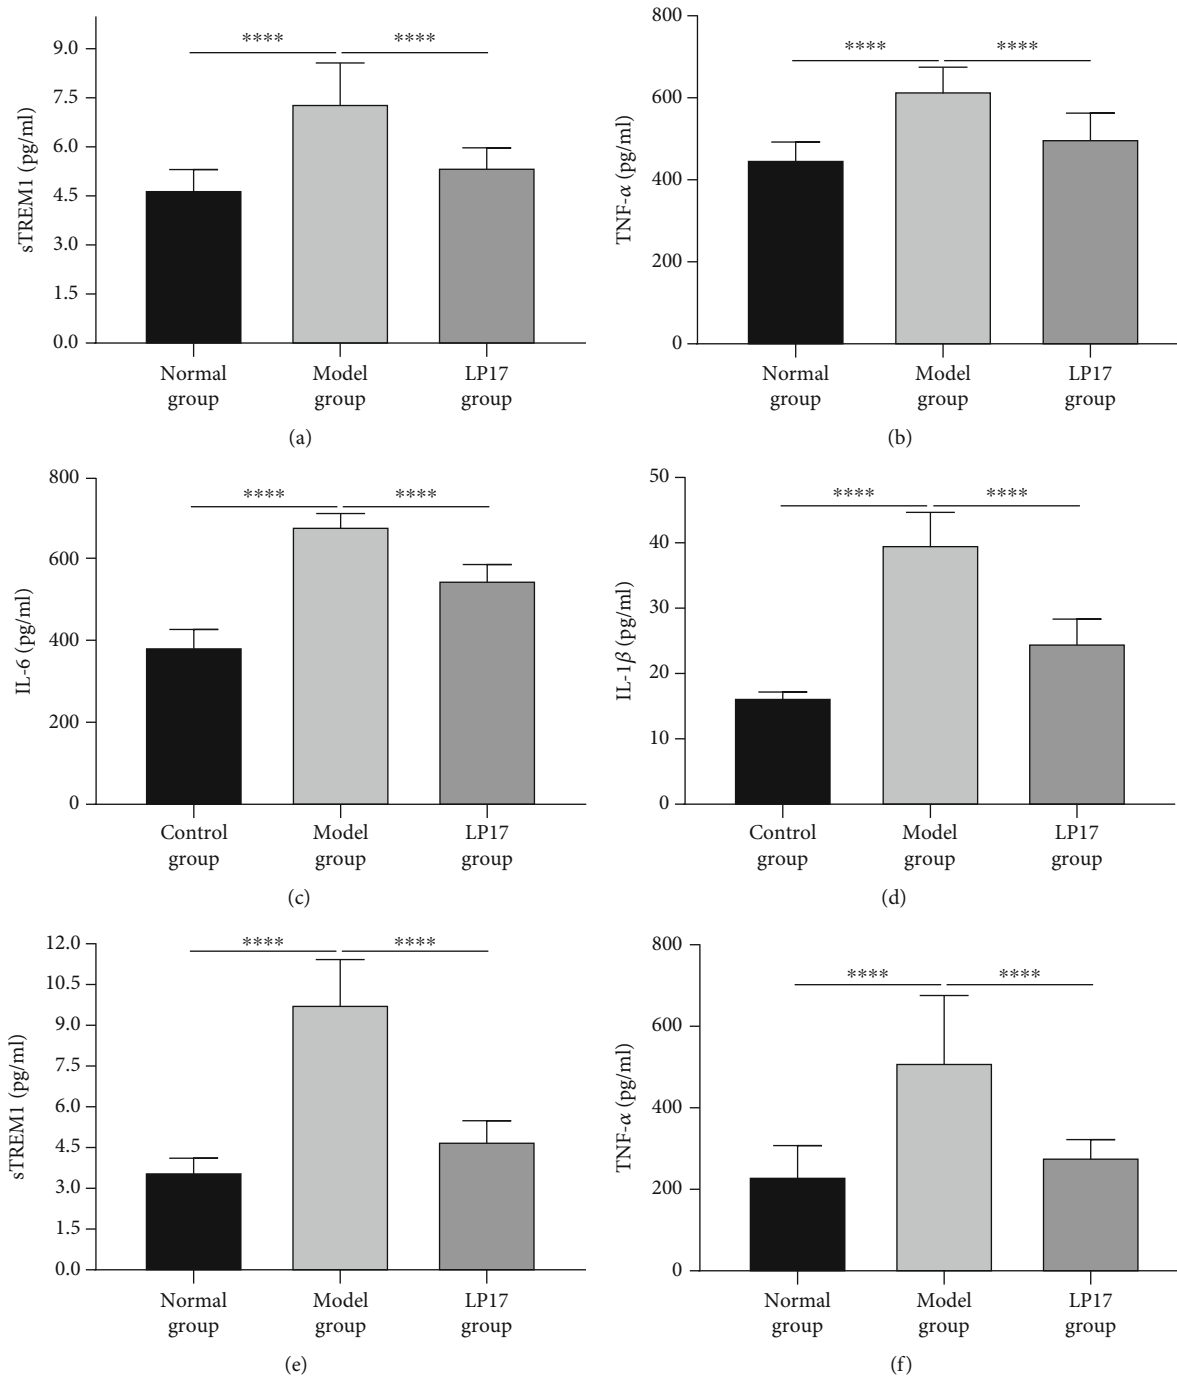 sTREM1 (pg/ml)
9.0
7.5
6.0
4.5
3.0
1.5
0.0
**** ****
Normal group
Model group
LP17 group
(a)
TNF-α (pg/ml)
800
600
400
200
0
**** ****
Normal group
Model group
LP17 group
(b)
IL-6 (pg/ml)
800
600
400
200
0
**** ****
Control group
Model group
LP17 group
(c)
IL-1β (pg/ml)
50
40
30
20
10
0
**** ****
Control group
Model group
LP17 group
(d)
sTREM1 (pg/ml)
12.0
10.5
9.0
7.5
6.0
4.5
3.0
1.5
0.0
**** ****
Normal group
Model group
LP17 group
(e)
TNF-α (pg/ml)
800
600
400
200
0
**** ****
Normal group
Model group
LP17 group
(f)